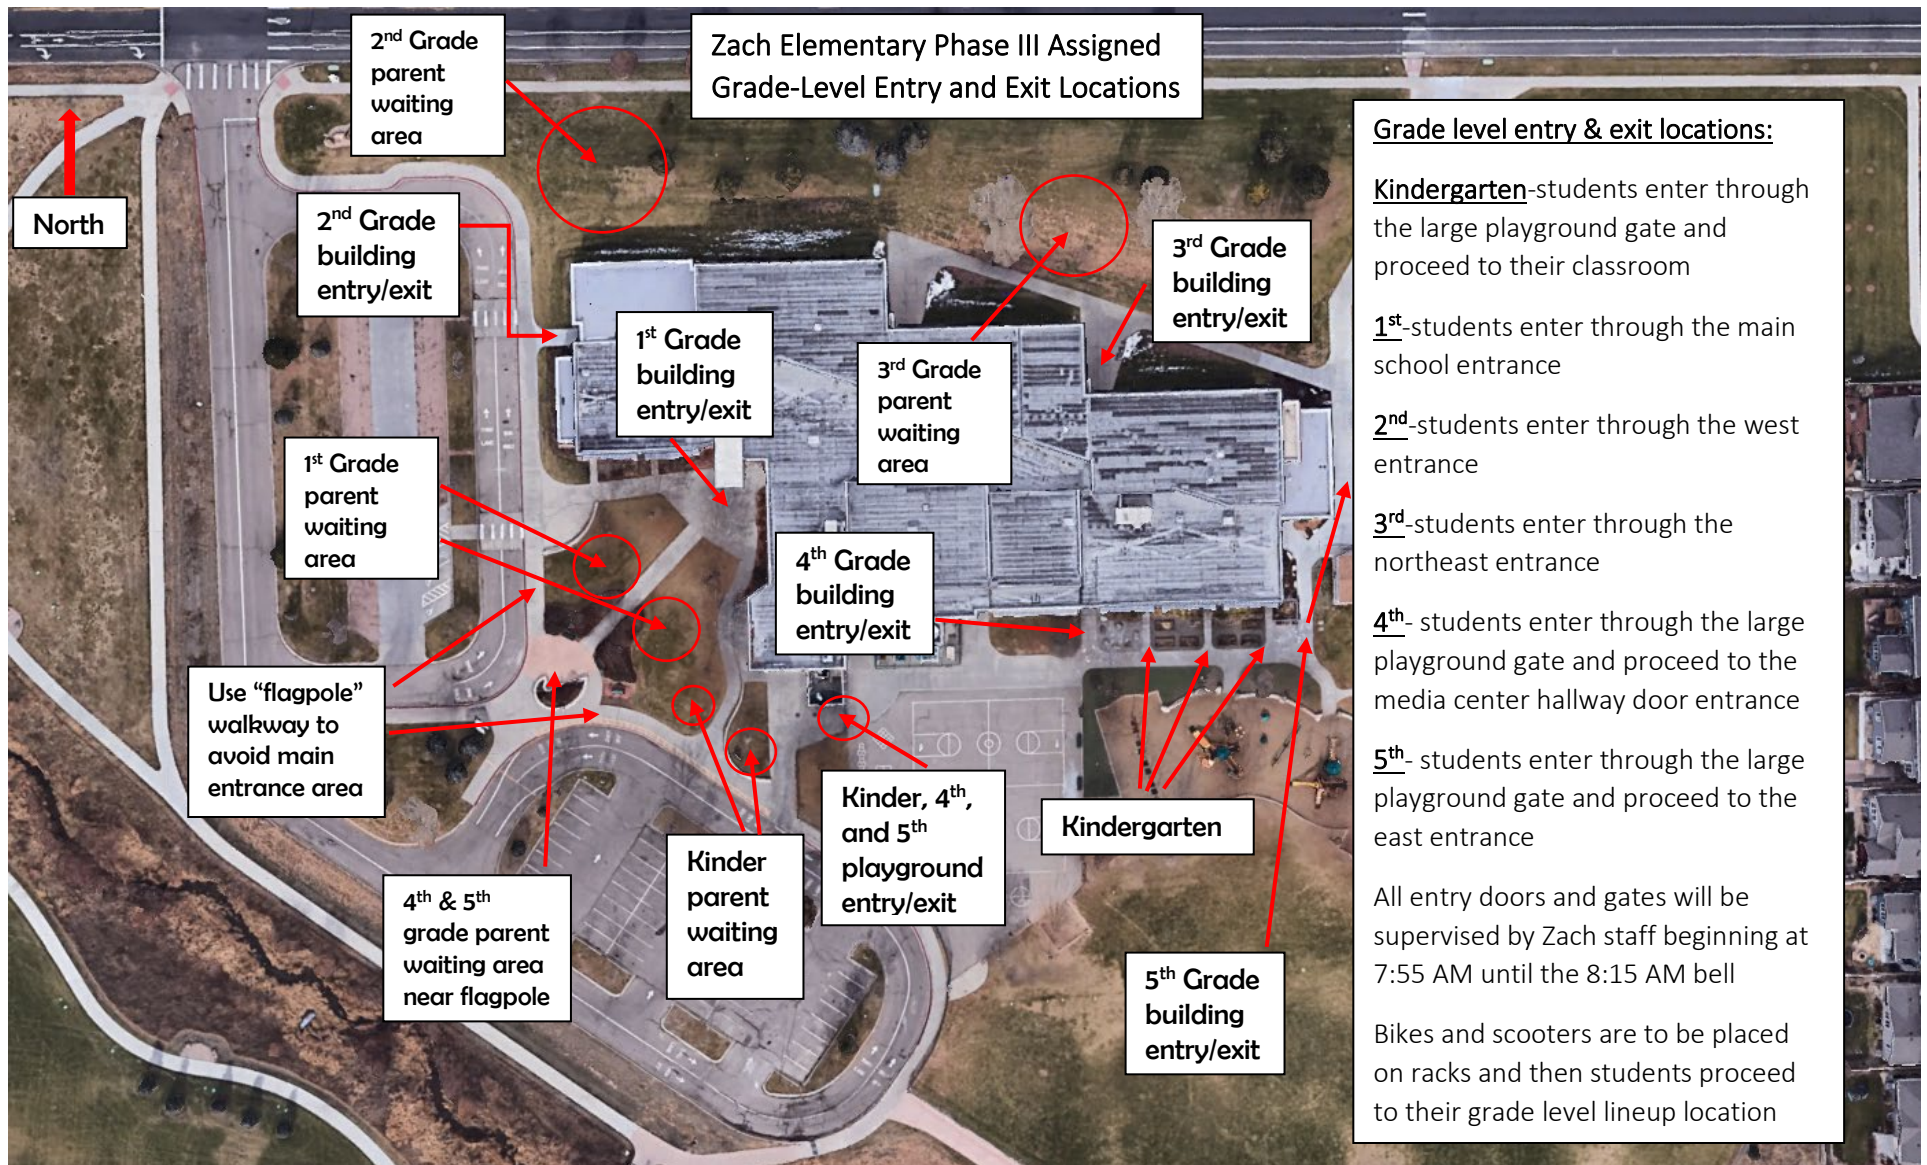 Zach Elementary Phase III Assigned
Grade-Level Entry and Exit Locations
2nd Grade
parent
waiting
area
North
2nd Grade
building
entry/exit
1st Grade
building
entry/exit
3rd Grade
parent
waiting
area
3rd Grade
building
entry/exit
1st Grade
parent
waiting
area
4th Grade
building
entry/exit
Use “flagpole”
walkway to
avoid main
entrance area
4th & 5th
grade parent
waiting area
near flagpole
Kinder
parent
waiting
area
Kinder, 4th,
and 5th
playground
entry/exit
Kindergarten
5th Grade
building
entry/exit
Grade level entry & exit locations:
Kindergarten-students enter through
the large playground gate and
proceed to their classroom
1st-students enter through the main
school entrance
2nd-students enter through the west
entrance
3rd-students enter through the
northeast entrance
4th- students enter through the large
playground gate and proceed to the
media center hallway door entrance
5th- students enter through the large
playground gate and proceed to the
east entrance
All entry doors and gates will be
supervised by Zach staff beginning at
7:55 AM until the 8:15 AM bell
Bikes and scooters are to be placed
on racks and then students proceed
to their grade level lineup location